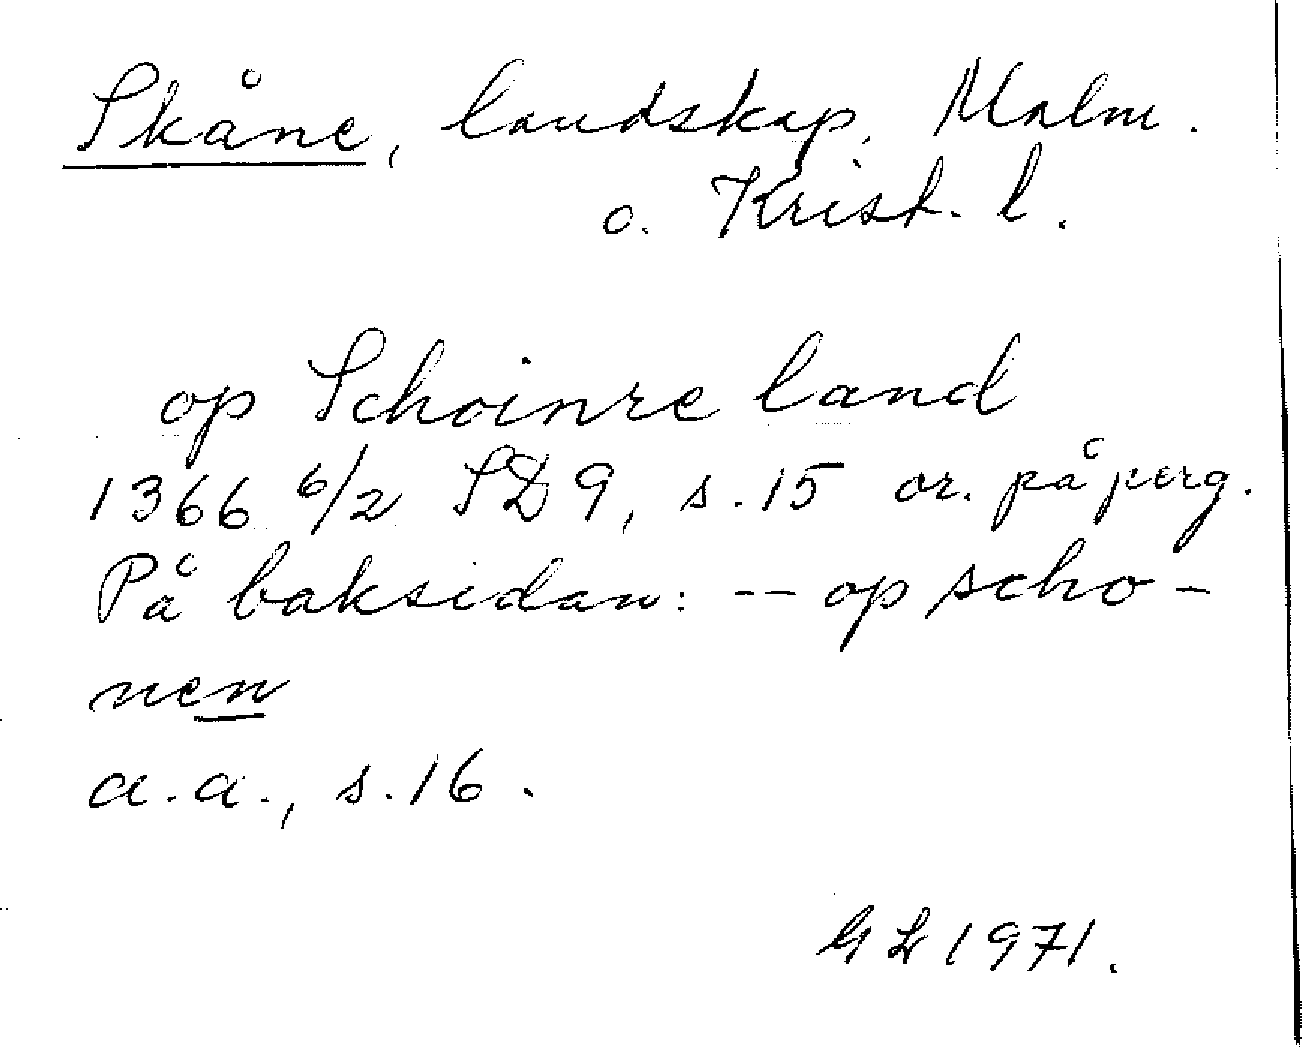 Skåne, landskap, Malm.
o. Krist. l.
op Schoinre land
1366 6/2 SD 9, s. 15 or. på perg.
På baksidan: -- op scho-
nen
a. a., s. 16.
GL 1971.